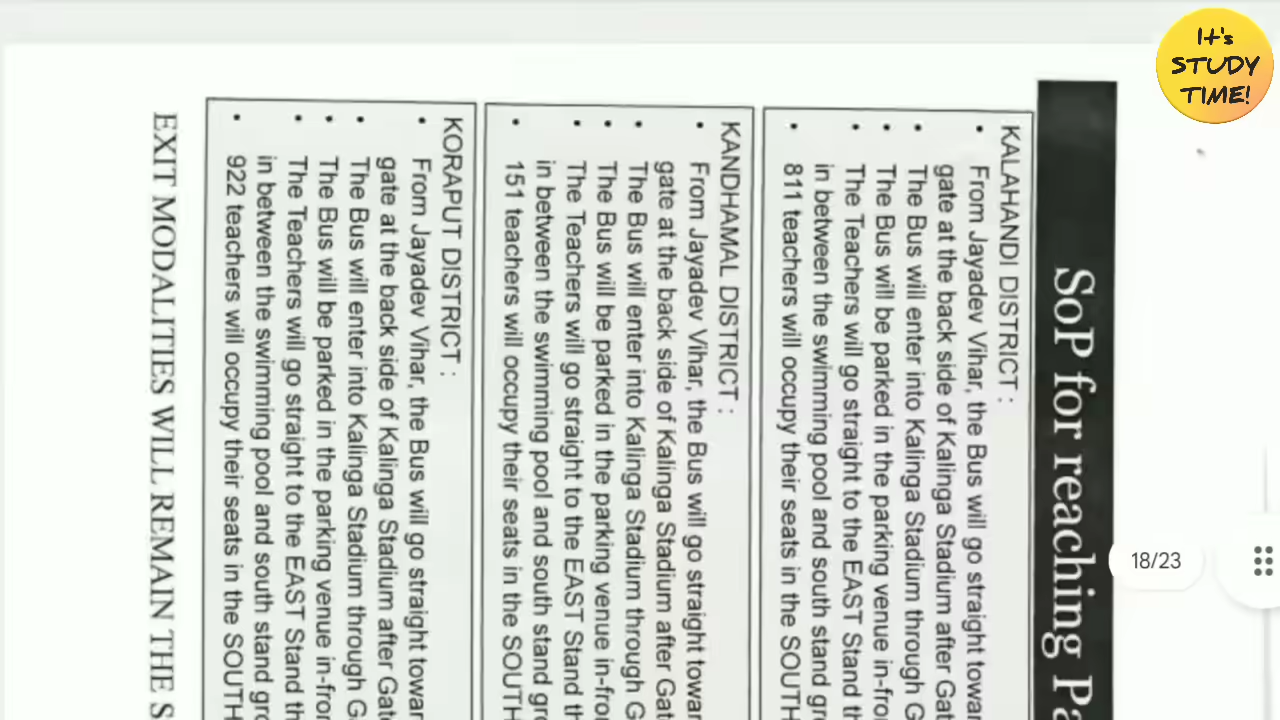 It's
STUDY
TIME!
SoP for reaching Pa
KALAHANDI DISTRICT :
• From Jayadev Vihar, the Bus will go straight towar
gate at the back side of Kalinga Stadium after Gat
• The Bus will enter into Kalinga Stadium through G
• The Bus will be parked in the parking venue in-fro
• The Teachers will go straight to the EAST Stand th
in between the swimming pool and south stand gro
• 811 teachers will occupy their seats in the SOUTH
KANDHAMAL DISTRICT :
• From Jayadev Vihar, the Bus will go straight towar
gate at the back side of Kalinga Stadium after Gat
• The Bus will enter into Kalinga Stadium through G
• The Bus will be parked in the parking venue in-fro
• The Teachers will go straight to the EAST Stand th
in between the swimming pool and south stand gr
• 151 teachers will occupy their seats in the SOUTH
KORAPUT DISTRICT :
• From Jayadev Vihar, the Bus will go straight towar
gate at the back side of Kalinga Stadium after Gate
• The Bus will enter into Kalinga Stadium through Ga
• The Bus will be parked in the parking venue in-fron
• The Teachers will go straight to the EAST Stand th
in between the swimming pool and south stand gro
• 922 teachers will occupy their seats in the SOUTH
EXIT MODALITIES WILL REMAIN THE S
18/23